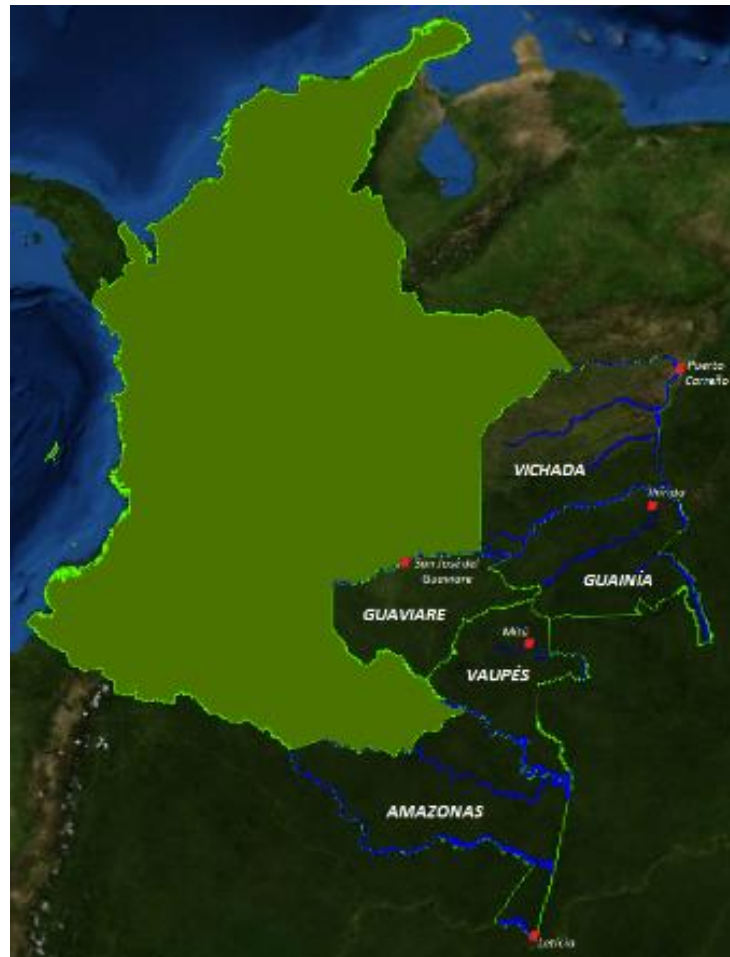 Puerto
Carreño
VICHADA
Inírida
San José del
Guaviare
GUAINÍA
GUAVIARE
Mitú
VAUPÉS
AMAZONAS
Leticia